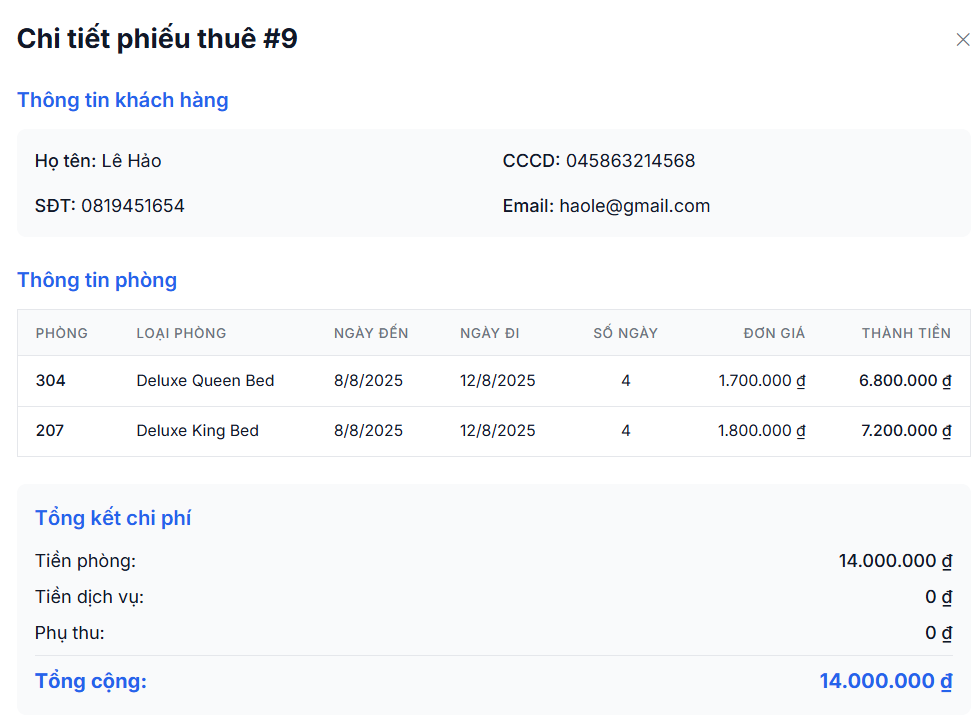 Chi tiết phiếu thuê #9
Thông tin khách hàng
Họ tên: Lê Hảo CCCD: 045863214568
SĐT: 0819451654 Email: haole@gmail.com
Thông tin phòng
PHÒNG LOẠI PHÒNG NGÀY ĐẾN NGÀY ĐI SỐ NGÀY ĐƠN GIÁ THÀNH TIỀN
304 Deluxe Queen Bed 8/8/2025 12/8/2025 4 1.700.000 ₫ 6.800.000 ₫
207 Deluxe King Bed 8/8/2025 12/8/2025 4 1.800.000 ₫ 7.200.000 ₫
Tổng kết chi phí
Tiền phòng: 14.000.000 ₫
Tiền dịch vụ: 0 ₫
Phụ thu: 0 ₫
Tổng cộng: 14.000.000 ₫